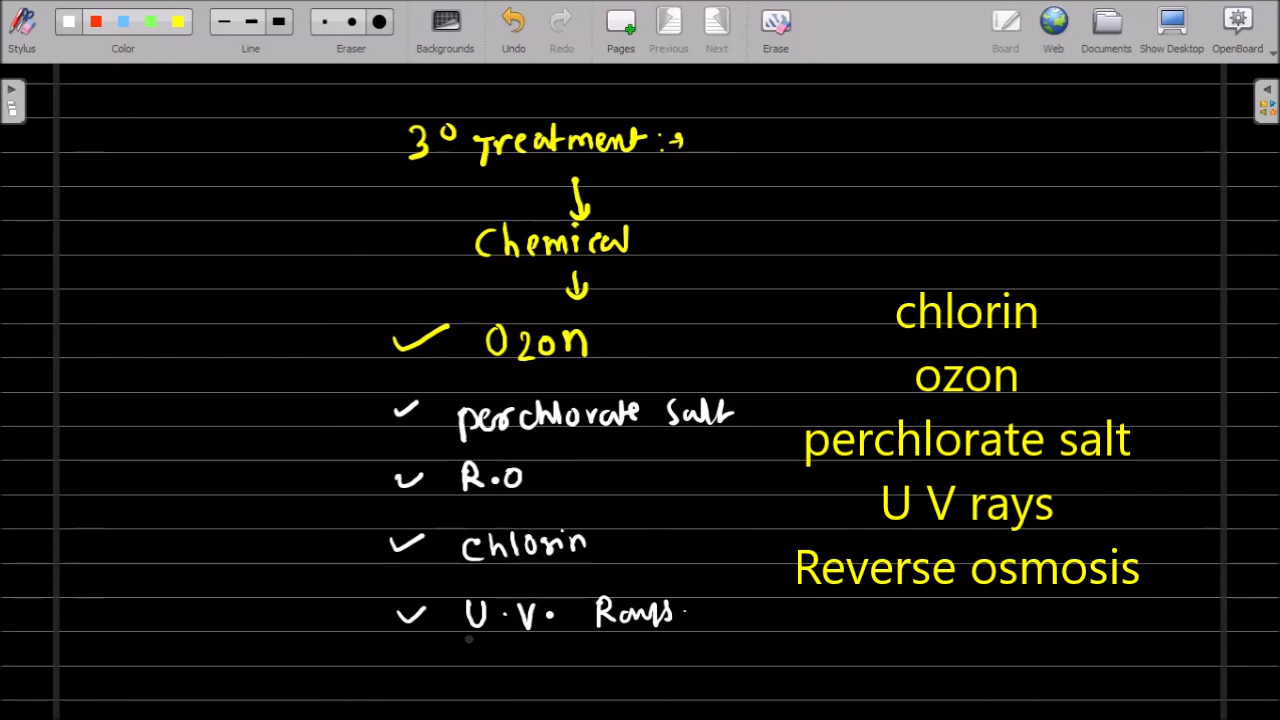 Stylus
Color
Line
Eraser
Backgrounds
Undo
Redo
Pages
Previous
Next
Erase
Board
Web
Documents
Show Desktop
OpenBoard
3° Treatment :→
↓
Chemical
↓
✓ Ozon
✓ perchlorate salt
✓ R.O
✓ chlorin
✓ U.V. Rays.
chlorin
ozon
perchlorate salt
U V rays
Reverse osmosis